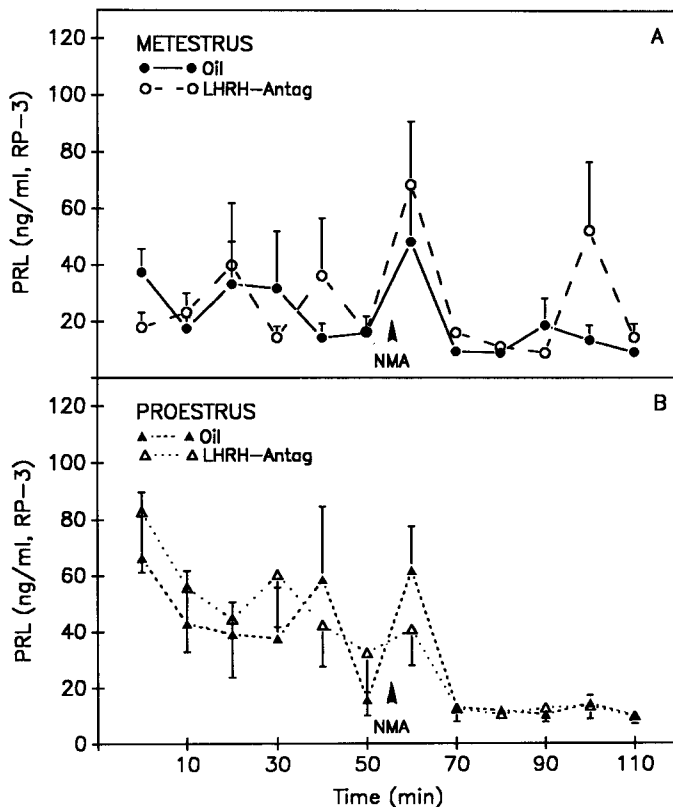 A
METESTRUS
Oil
LHRH-Antag
PRL (ng/ml, RP-3)
120
100
80
60
40
20
NMA
B
PROESTRUS
Oil
LHRH-Antag
PRL (ng/ml, RP-3)
120
100
80
60
40
20
0
NMA
10 30 50 70 90 110
Time (min)